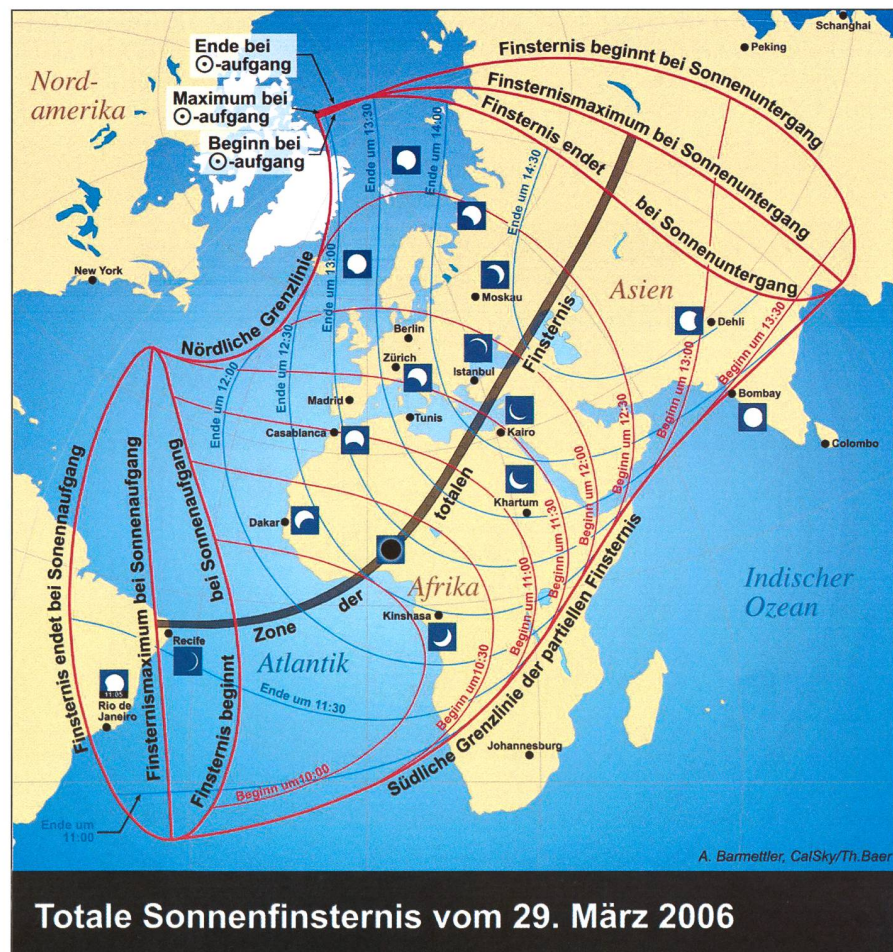 Schanghai
Peking
Nord-
amerika
Ende bei
⊙-aufgang
Maximum bei
⊙-aufgang
Beginn bei
⊙-aufgang
Finsternis beginnt bei Sonnenuntergang
Finsternismaximum bei Sonnenuntergang
Finsternis endet bei Sonnenuntergang
Ende um 13:30
Ende um 14:00
Ende um 14:30
Ende um 13:00
Ende um 12:30
Ende um 12:00
New York
Nördliche Grenzlinie
Moskau
Asien
Berlin
Zürich
Istanbul
Dehli
Madrid
Tunis
Casablanca
Kairo
Bombay
Colombo
Khartum
Dakar
Beginn um 13:30
Beginn um 13:00
Beginn um 12:30
Beginn um 12:00
Beginn um 11:30
Beginn um 11:00
Beginn um 10:30
Beginn um 10:00
Zone der totalen Finsternis
Afrika
Indischer
Ozean
Kinshasa
Recife
Atlantik
Ende um 11:30
11:05
Rio de
Janeiro
Johannesburg
Finsternis endet bei Sonennaufgang
Finsternismaximum bei Sonnenaufgang
Finsternis beginnt bei Sonnenaufgang
Südliche Grenzlinie der partiellen Finsternis
Ende um
11:00
A. Barmettler, CalSky/Th.Baer
Totale Sonnenfinsternis vom 29. März 2006